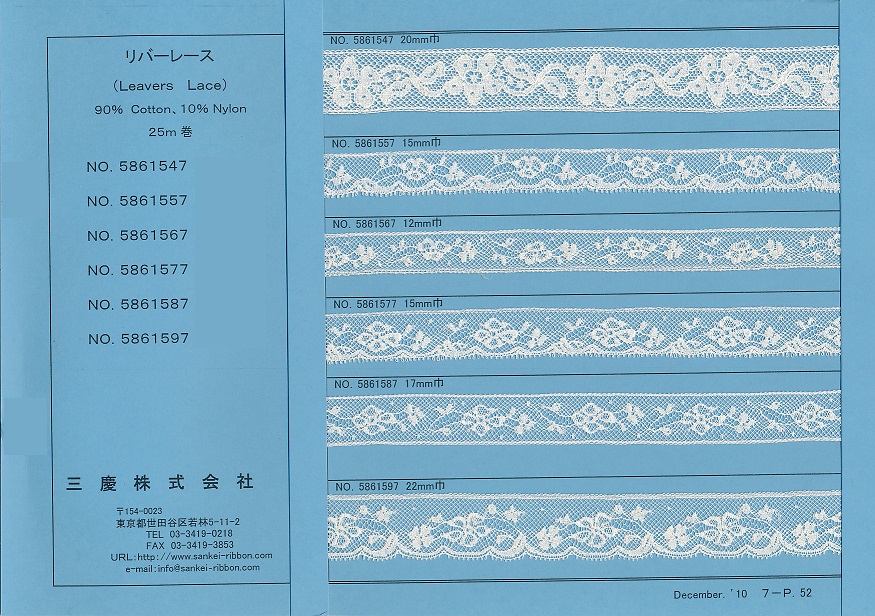 リバーレース
（Leavers Lace）
90% Cotton、10% Nylon
25m 巻
NO. 5861547
NO. 5861557
NO. 5861567
NO. 5861577
NO. 5861587
NO. 5861597
三慶株式会社
〒154-0023
東京都世田谷区若林5-11-2
TEL 03-3419-0218
FAX 03-3419-3853
URL:http://www.sankei-ribbon.com
e-mail:info@sankei-ribbon.com
NO. 5861547 20mm巾
NO. 5861557 15mm巾
NO. 5861567 12mm巾
NO. 5861577 15mm巾
NO. 5861587 17mm巾
NO. 5861597 22mm巾
December. '10 7－P. 52